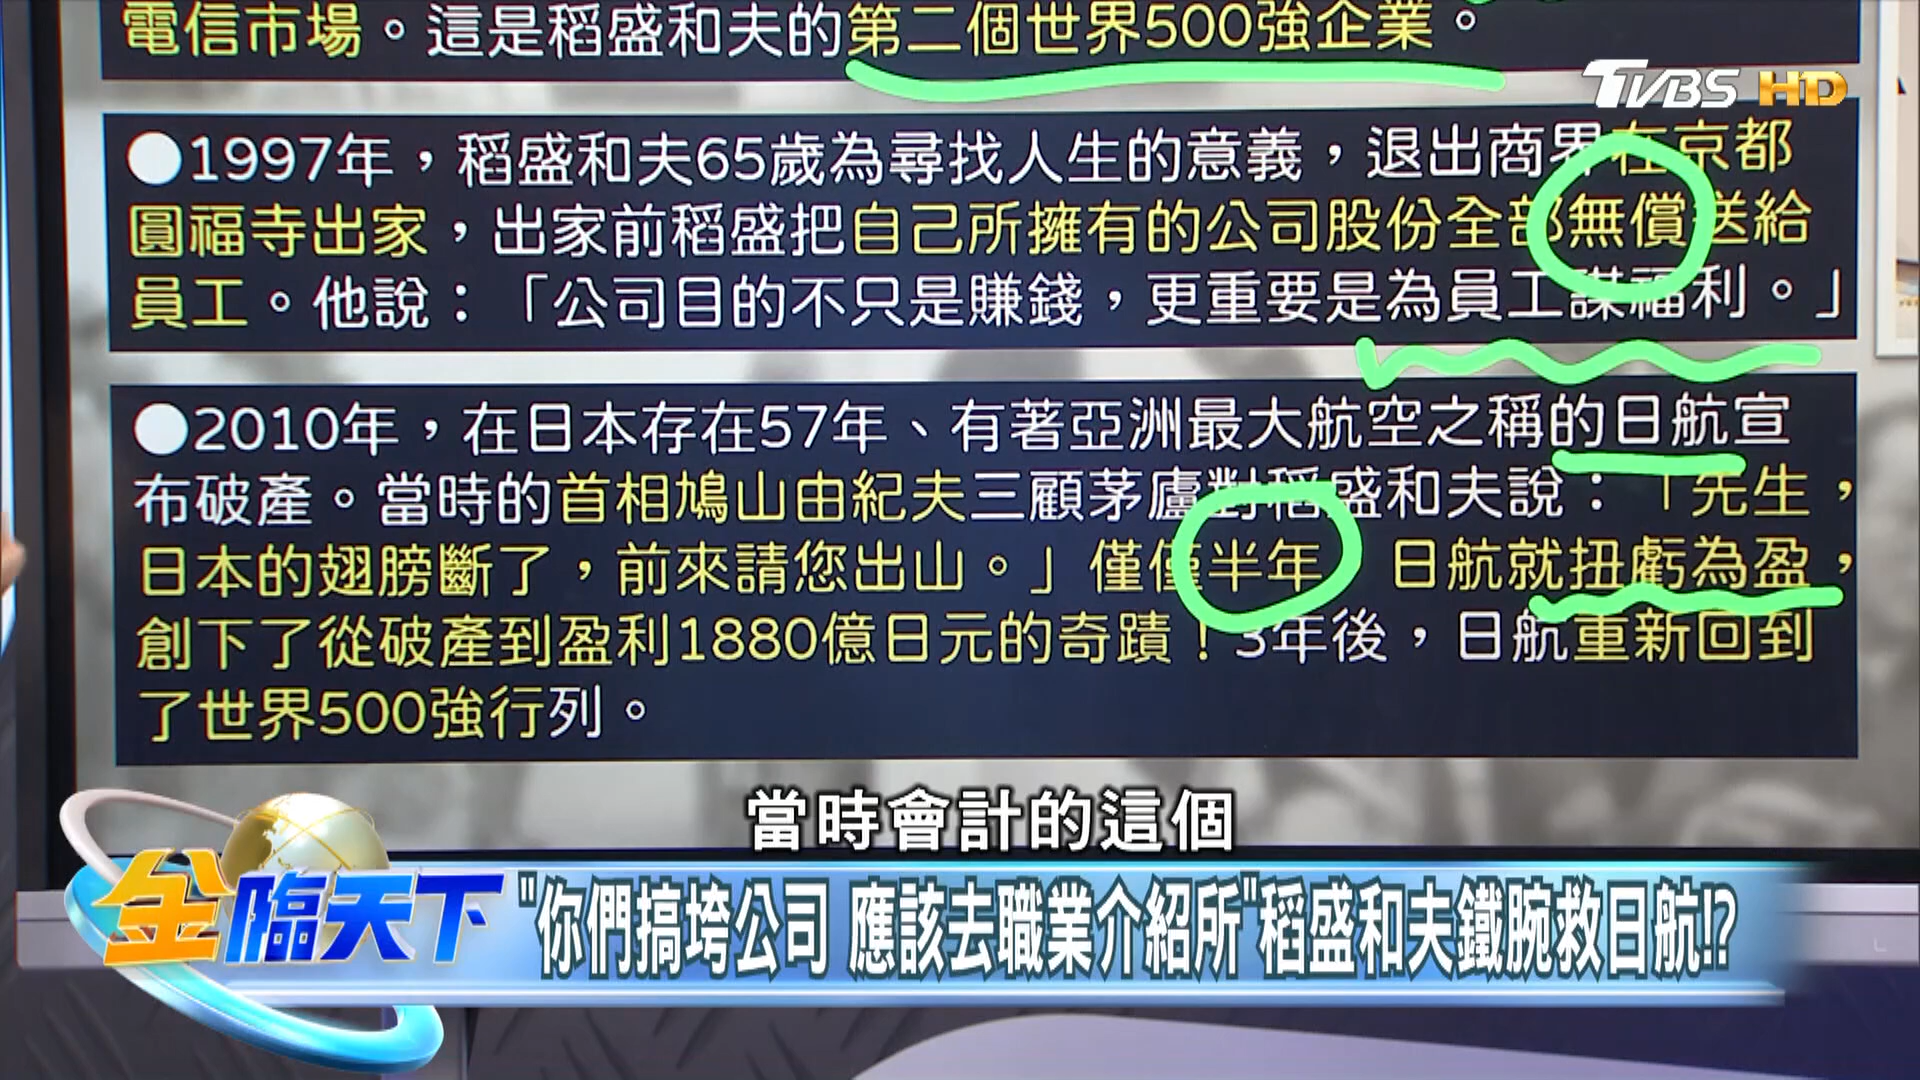 電信市場。這是稻盛和夫的第二個世界500強企業。
TVBS HD
●1997年，稻盛和夫65歲為尋找人生的意義，退出商界在京都
圓福寺出家，出家前稻盛把自己所擁有的公司股份全部無償送給
員工。他說：「公司目的不只是賺錢，更重要是為員工謀福利。」
●2010年，在日本存在57年、有著亞洲最大航空之稱的日航宣
布破產。當時的首相鳩山由紀夫三顧茅廬對稻盛和夫說：「先生，
日本的翅膀斷了，前來請您出山。」僅僅半年 日航就扭虧為盈，
創下了從破產到盈利1880億日元的奇蹟！3年後，日航重新回到
了世界500強行列。
當時會計的這個
金臨天下
"你們搞垮公司 應該去職業介紹所"稻盛和夫鐵腕救日航!?